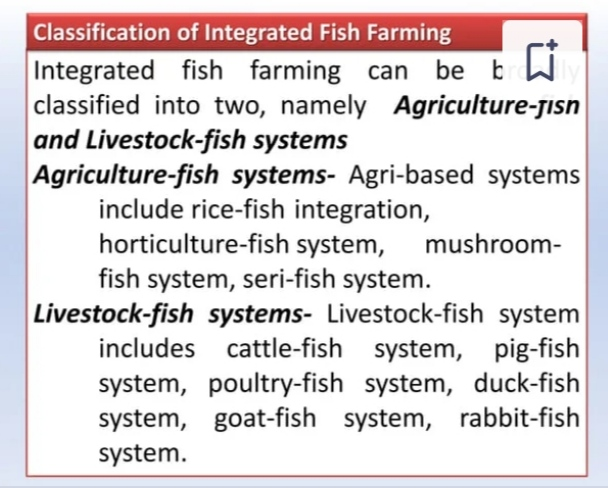 Classification of Integrated Fish Farming
Integrated fish farming can be broadly
classified into two, namely Agriculture-fish
and Livestock-fish systems
Agriculture-fish systems- Agri-based systems
include rice-fish integration,
horticulture-fish system, mushroom-
fish system, seri-fish system.
Livestock-fish systems- Livestock-fish system
includes cattle-fish system, pig-fish
system, poultry-fish system, duck-fish
system, goat-fish system, rabbit-fish
system.